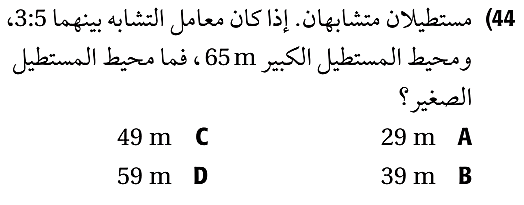 44) مستطيلان متشابهان. إذا كان معامل التشابه بينهما 3:5،
ومحيط المستطيل الكبير 65 m ، فما محيط المستطيل
الصغير؟
A 29 m C 49 m
B 39 m D 59 m